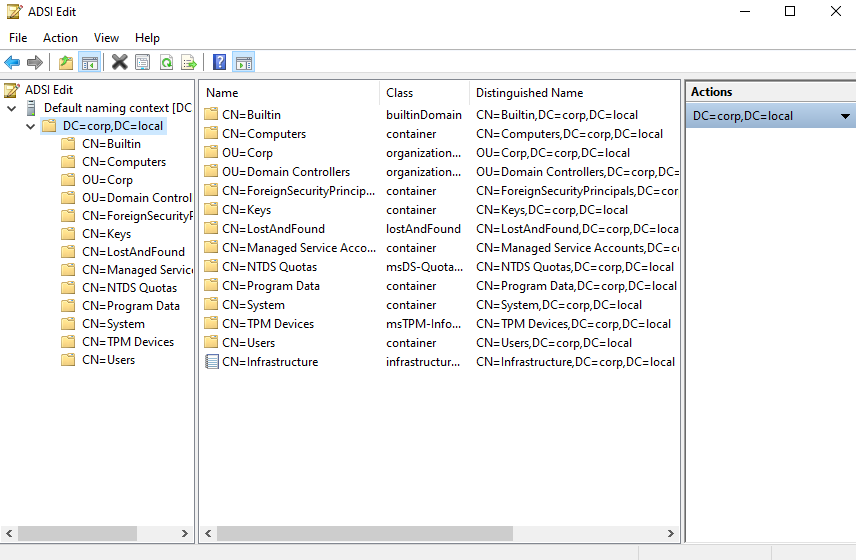 ADSI Edit
File Action View Help
ADSI Edit
Default naming context [DC
DC=corp,DC=local
CN=Builtin
CN=Computers
OU=Corp
OU=Domain Control
CN=ForeignSecurityP
CN=Keys
CN=LostAndFound
CN=Managed Service
CN=NTDS Quotas
CN=Program Data
CN=System
CN=TPM Devices
CN=Users
Name Class Distinguished Name
CN=Builtin builtinDomain CN=Builtin,DC=corp,DC=local
CN=Computers container CN=Computers,DC=corp,DC=local
OU=Corp organization... OU=Corp,DC=corp,DC=local
OU=Domain Controllers organization... OU=Domain Controllers,DC=corp,DC=
CN=ForeignSecurityPrincip... container CN=ForeignSecurityPrincipals,DC=cor
CN=Keys container CN=Keys,DC=corp,DC=local
CN=LostAndFound lostAndFound CN=LostAndFound,DC=corp,DC=local
CN=Managed Service Acco... container CN=Managed Service Accounts,DC=c
CN=NTDS Quotas msDS-Quota... CN=NTDS Quotas,DC=corp,DC=local
CN=Program Data container CN=Program Data,DC=corp,DC=local
CN=System container CN=System,DC=corp,DC=local
CN=TPM Devices msTPM-Info... CN=TPM Devices,DC=corp,DC=local
CN=Users container CN=Users,DC=corp,DC=local
CN=Infrastructure infrastructur... CN=Infrastructure,DC=corp,DC=local
Actions
DC=corp,DC=local